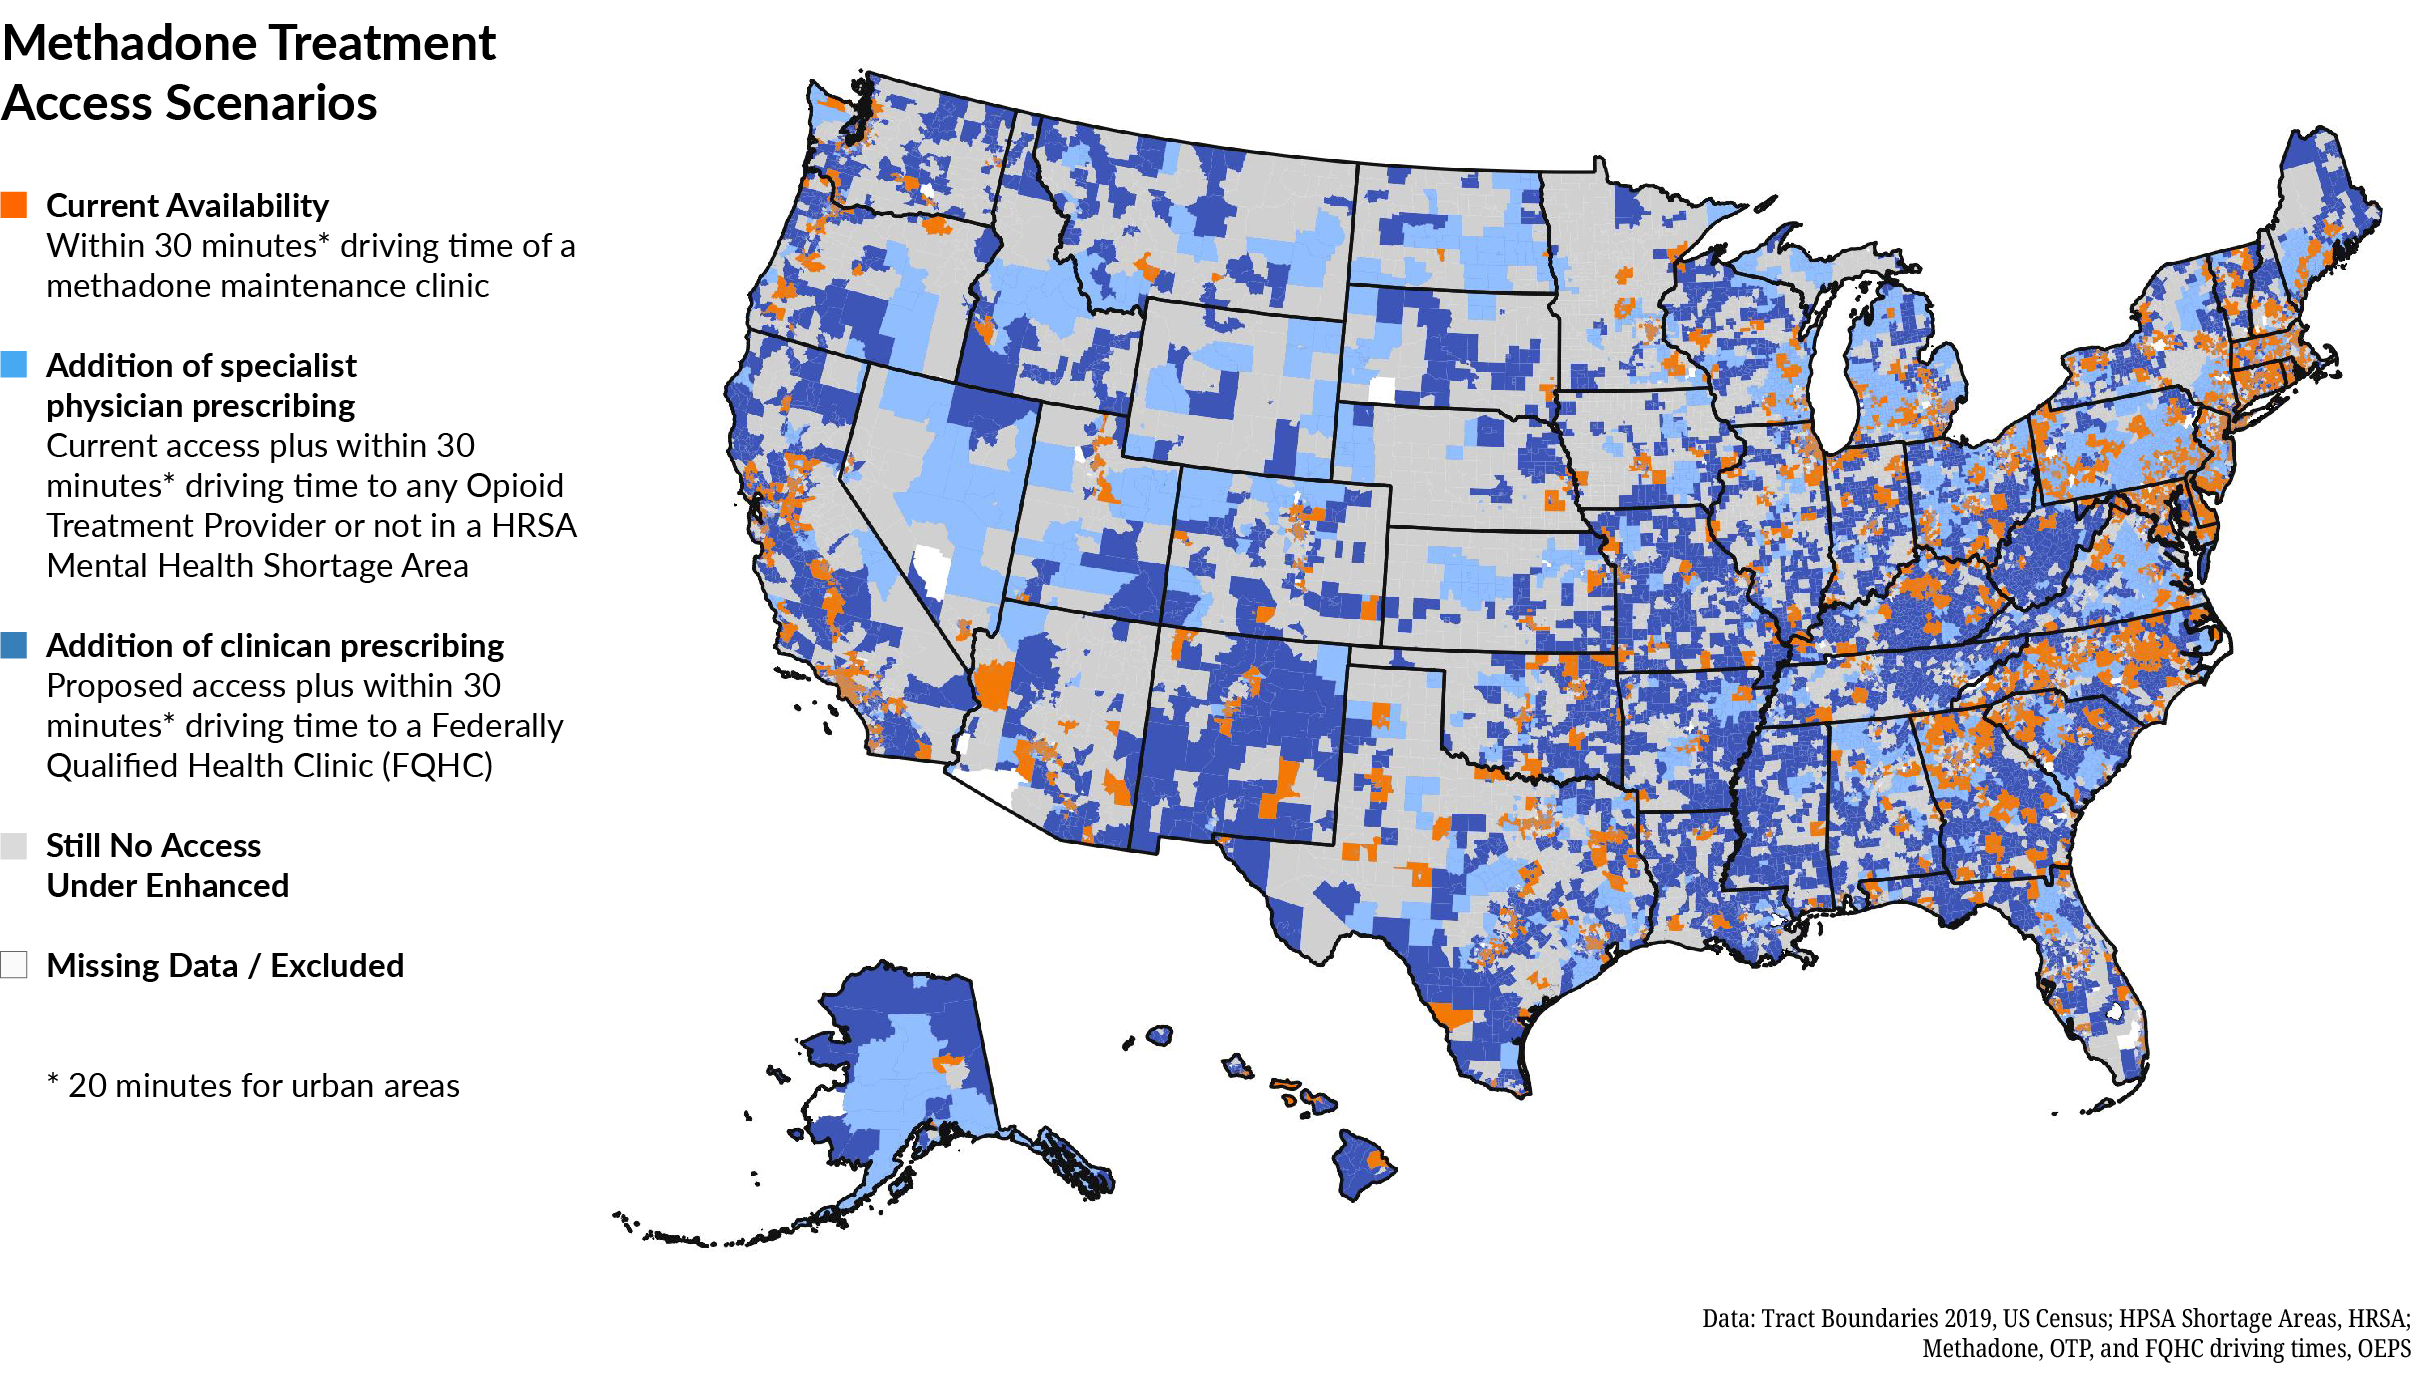 Methadone Treatment
Access Scenarios
Current Availability
Within 30 minutes* driving time of a
methadone maintenance clinic
Addition of specialist
physician prescribing
Current access plus within 30
minutes* driving time to any Opioid
Treatment Provider or not in a HRSA
Mental Health Shortage Area
Addition of clinican prescribing
Proposed access plus within 30
minutes* driving time to a Federally
Qualified Health Clinic (FQHC)
Still No Access
Under Enhanced
Missing Data / Excluded
* 20 minutes for urban areas
Data: Tract Boundaries 2019, US Census; HPSA Shortage Areas, HRSA;
Methadone, OTP, and FQHC driving times, OEPS